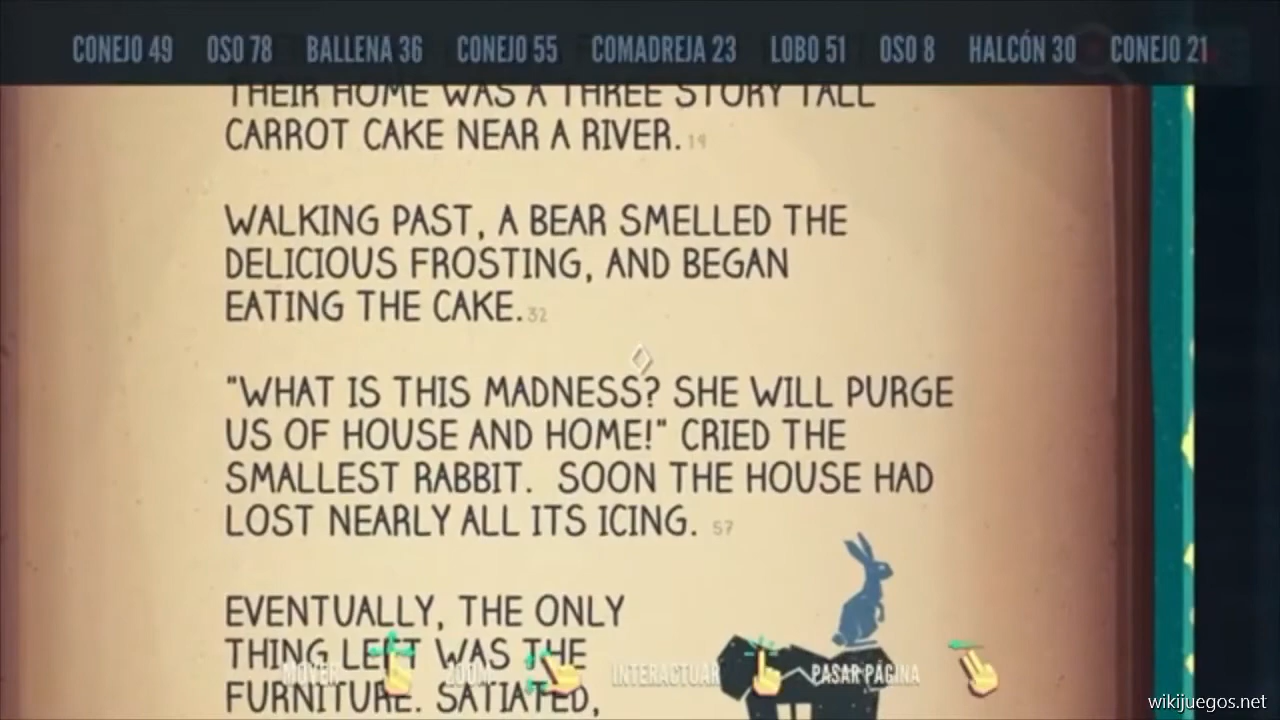 CONEJO 49 OSO 78 BALLENA 36 CONEJO 55 COMADREJA 23 LOBO 51 OSO 8 HALCÓN 30 CONEJO 21
THEIR HOME WAS A THREE STORY TALL
CARROT CAKE NEAR A RIVER. 19
WALKING PAST, A BEAR SMELLED THE
DELICIOUS FROSTING, AND BEGAN
EATING THE CAKE. 32
"WHAT IS THIS MADNESS? SHE WILL PURGE
US OF HOUSE AND HOME!" CRIED THE
SMALLEST RABBIT. SOON THE HOUSE HAD
LOST NEARLY ALL ITS ICING. 57
EVENTUALLY, THE ONLY
THING LEFT WAS THE
MOVER ZOOM INTERACTUAR PASAR PÁGINA
FURNITURE. SATIATED,
wikijuegos.net